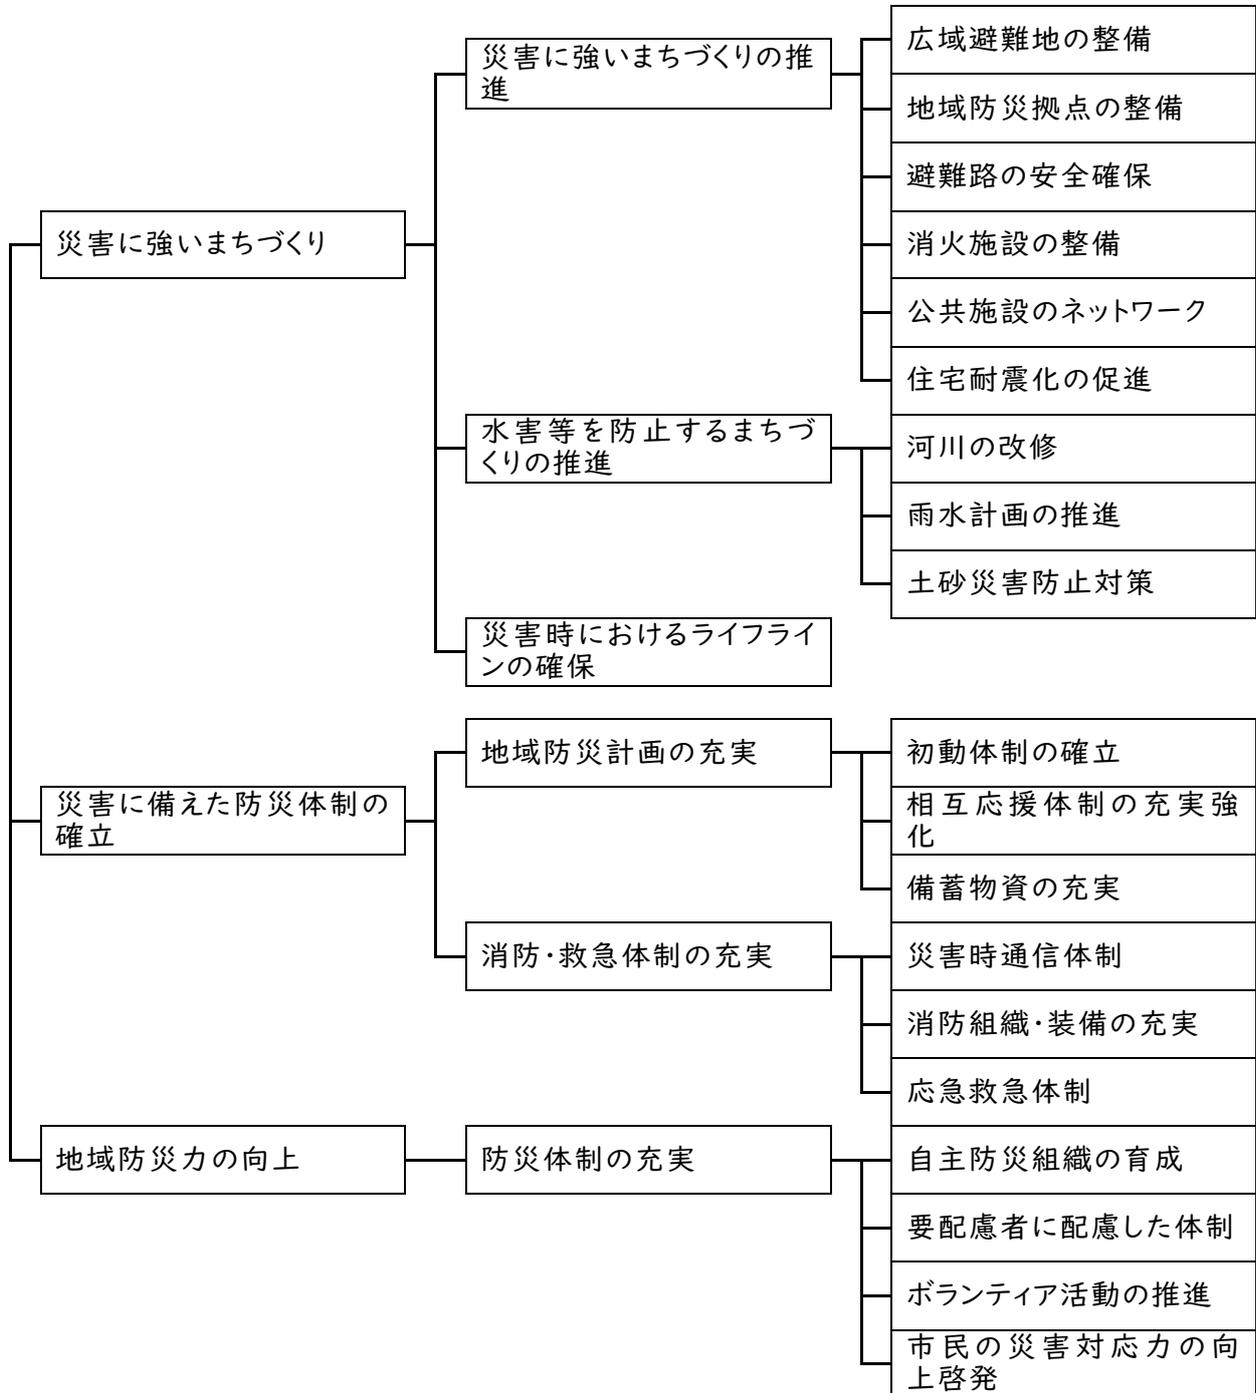 災害に強いまちづくり
災害に強いまちづくりの推
進
広域避難地の整備
地域防災拠点の整備
避難路の安全確保
消火施設の整備
公共施設のネットワーク
住宅耐震化の促進
水害等を防止するまちづ
くりの推進
河川の改修
雨水計画の推進
土砂災害防止対策
災害時におけるライフライ
ンの確保
災害に備えた防災体制の
確立
地域防災計画の充実
初動体制の確立
相互応援体制の充実強
化
備蓄物資の充実
消防・救急体制の充実
災害時通信体制
消防組織・装備の充実
応急救急体制
地域防災力の向上
防災体制の充実
自主防災組織の育成
要配慮者に配慮した体制
ボランティア活動の推進
市民の災害対応力の向
上啓発